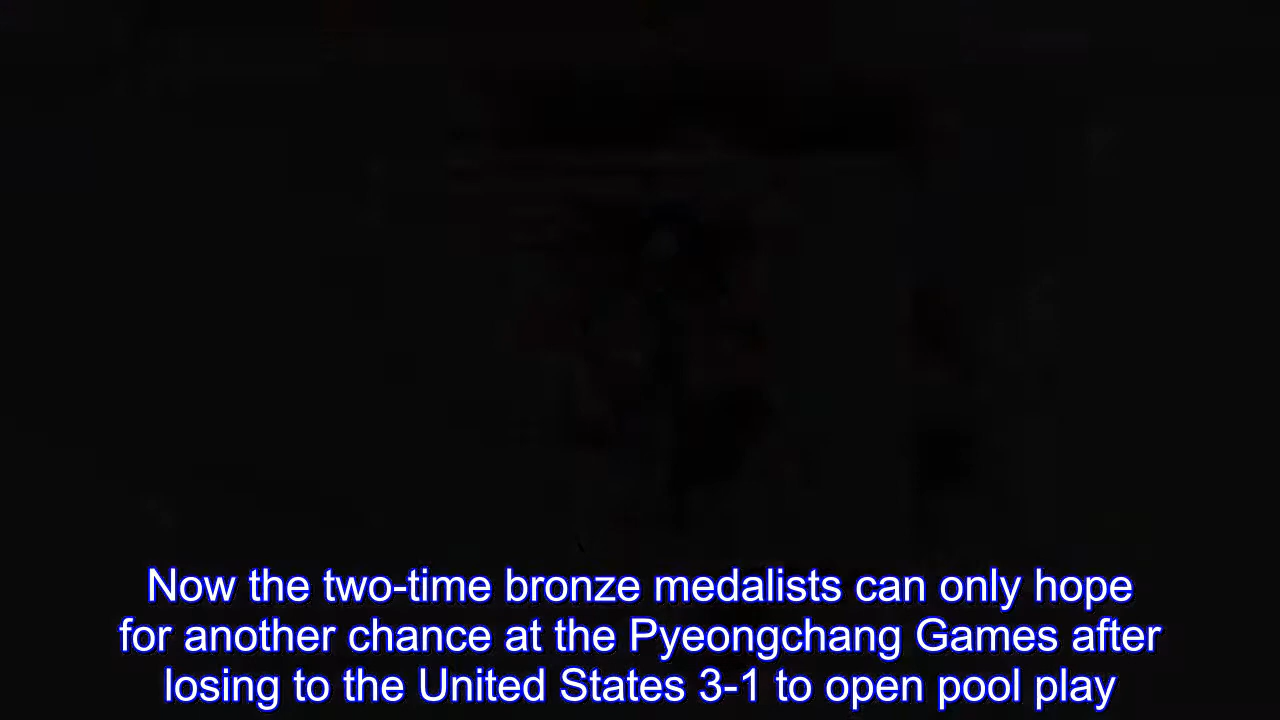 Now the two-time bronze medalists can only hope
for another chance at the Pyeongchang Games after
losing to the United States 3-1 to open pool play